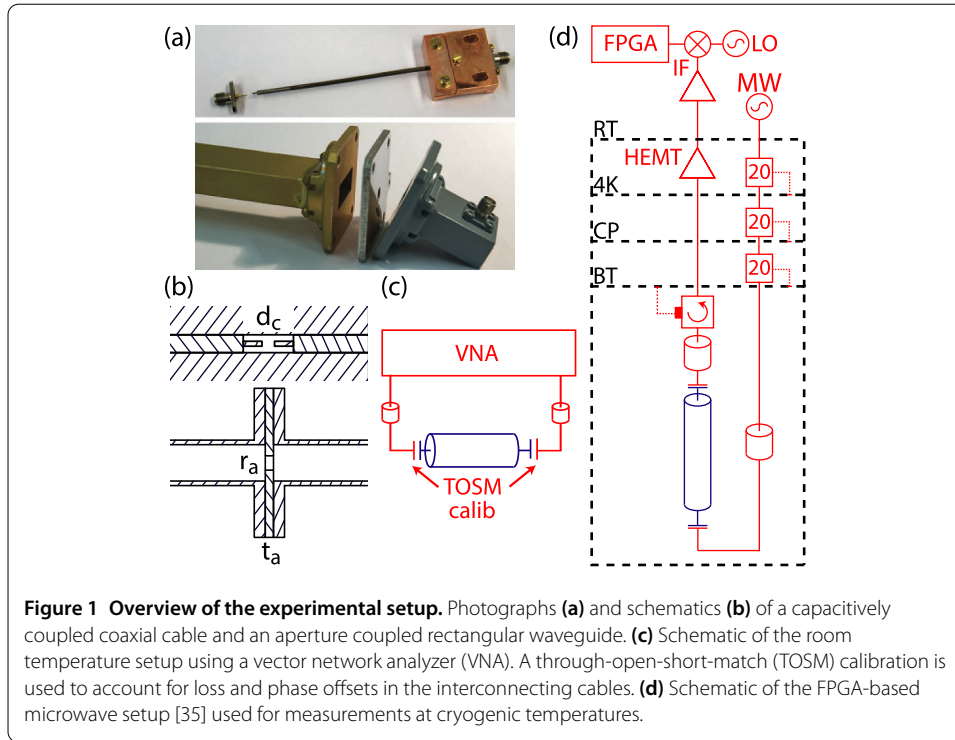 (a)
(d)
FPGA
LO
IF
MW
RT
HEMT
20
4K
20
CP
20
BT
(b)
(c)
d_c
VNA
r_a
TOSM
calib
t_a
Figure 1 Overview of the experimental setup. Photographs (a) and schematics (b) of a capacitively
coupled coaxial cable and an aperture coupled rectangular waveguide. (c) Schematic of the room
temperature setup using a vector network analyzer (VNA). A through-open-short-match (TOSM) calibration is
used to account for loss and phase offsets in the interconnecting cables. (d) Schematic of the FPGA-based
microwave setup [35] used for measurements at cryogenic temperatures.